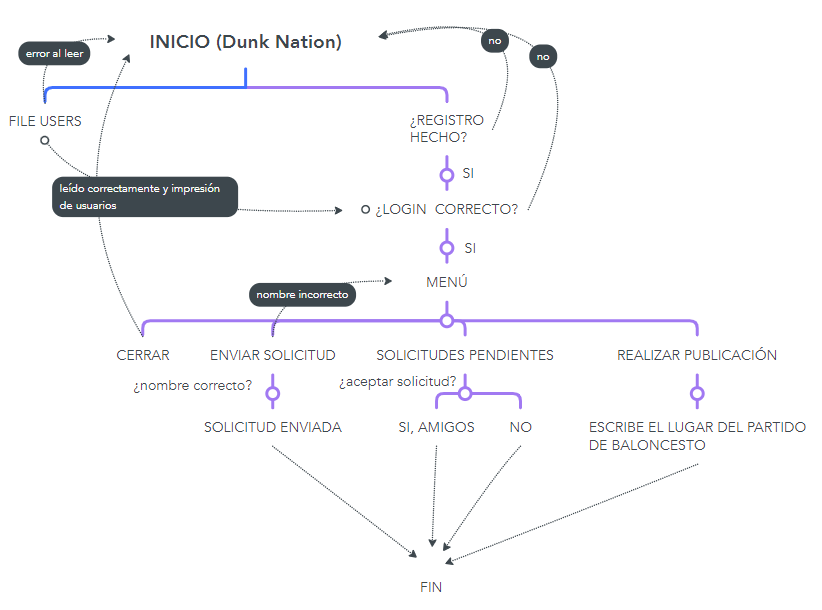 INICIO (Dunk Nation)
no
no
error al leer
FILE USERS
¿REGISTRO
HECHO?
SI
leído correctamente y impresión
de usuarios
¿LOGIN CORRECTO?
SI
MENÚ
nombre incorrecto
CERRAR
ENVIAR SOLICITUD
SOLICITUDES PENDIENTES
REALIZAR PUBLICACIÓN
¿nombre correcto?
¿aceptar solicitud?
SOLICITUD ENVIADA
SI, AMIGOS
NO
ESCRIBE EL LUGAR DEL PARTIDO
DE BALONCESTO
FIN